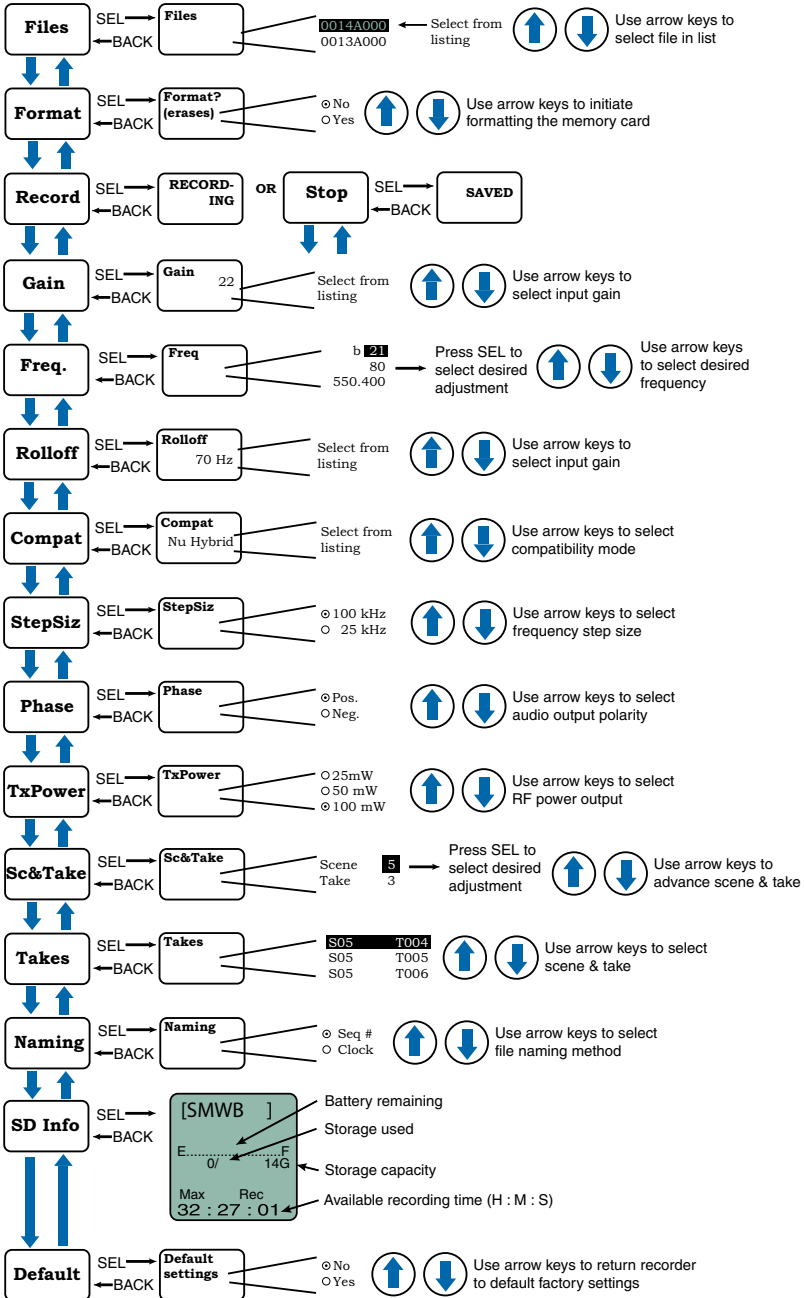 Files
SEL
BACK
Files
0014A000
0013A000
Select from
listing
Use arrow keys to
select file in list
Format
SEL
BACK
Format?
(erases)
No
Yes
Use arrow keys to initiate
formatting the memory card
Record
SEL
BACK
RECORD-
ING
OR
Stop
SEL
BACK
SAVED
Gain
SEL
BACK
Gain
22
Select from
listing
Use arrow keys to
select input gain
Freq.
SEL
BACK
Freq
b 21
80
550.400
Press SEL to
select desired
adjustment
Use arrow keys
to select desired
frequency
Rolloff
SEL
BACK
Rolloff
70 Hz
Select from
listing
Use arrow keys to
select input gain
Compat
SEL
BACK
Compat
Nu Hybrid
Select from
listing
Use arrow keys to select
compatibility mode
StepSiz
SEL
BACK
StepSiz
100 kHz
25 kHz
Use arrow keys to select
frequency step size
Phase
SEL
BACK
Phase
Pos.
Neg.
Use arrow keys to select
audio output polarity
TxPower
SEL
BACK
TxPower
25mW
50 mW
100 mW
Use arrow keys to select
RF power output
Sc&Take
SEL
BACK
Sc&Take
Scene 5
Take 3
Press SEL to
select desired
adjustment
Use arrow keys to
advance scene & take
Takes
SEL
BACK
Takes
S05 T004
S05 T005
S05 T006
Use arrow keys to select
scene & take
Naming
SEL
BACK
Naming
Seq #
Clock
Use arrow keys to select
file naming method
SD Info
SEL
BACK
[SMWB ]
E........................F
0/ 14G
Max Rec
32 : 27 : 01
Battery remaining
Storage used
Storage capacity
Available recording time (H : M : S)
Default
SEL
BACK
Default
settings
No
Yes
Use arrow keys to return recorder
to default factory settings